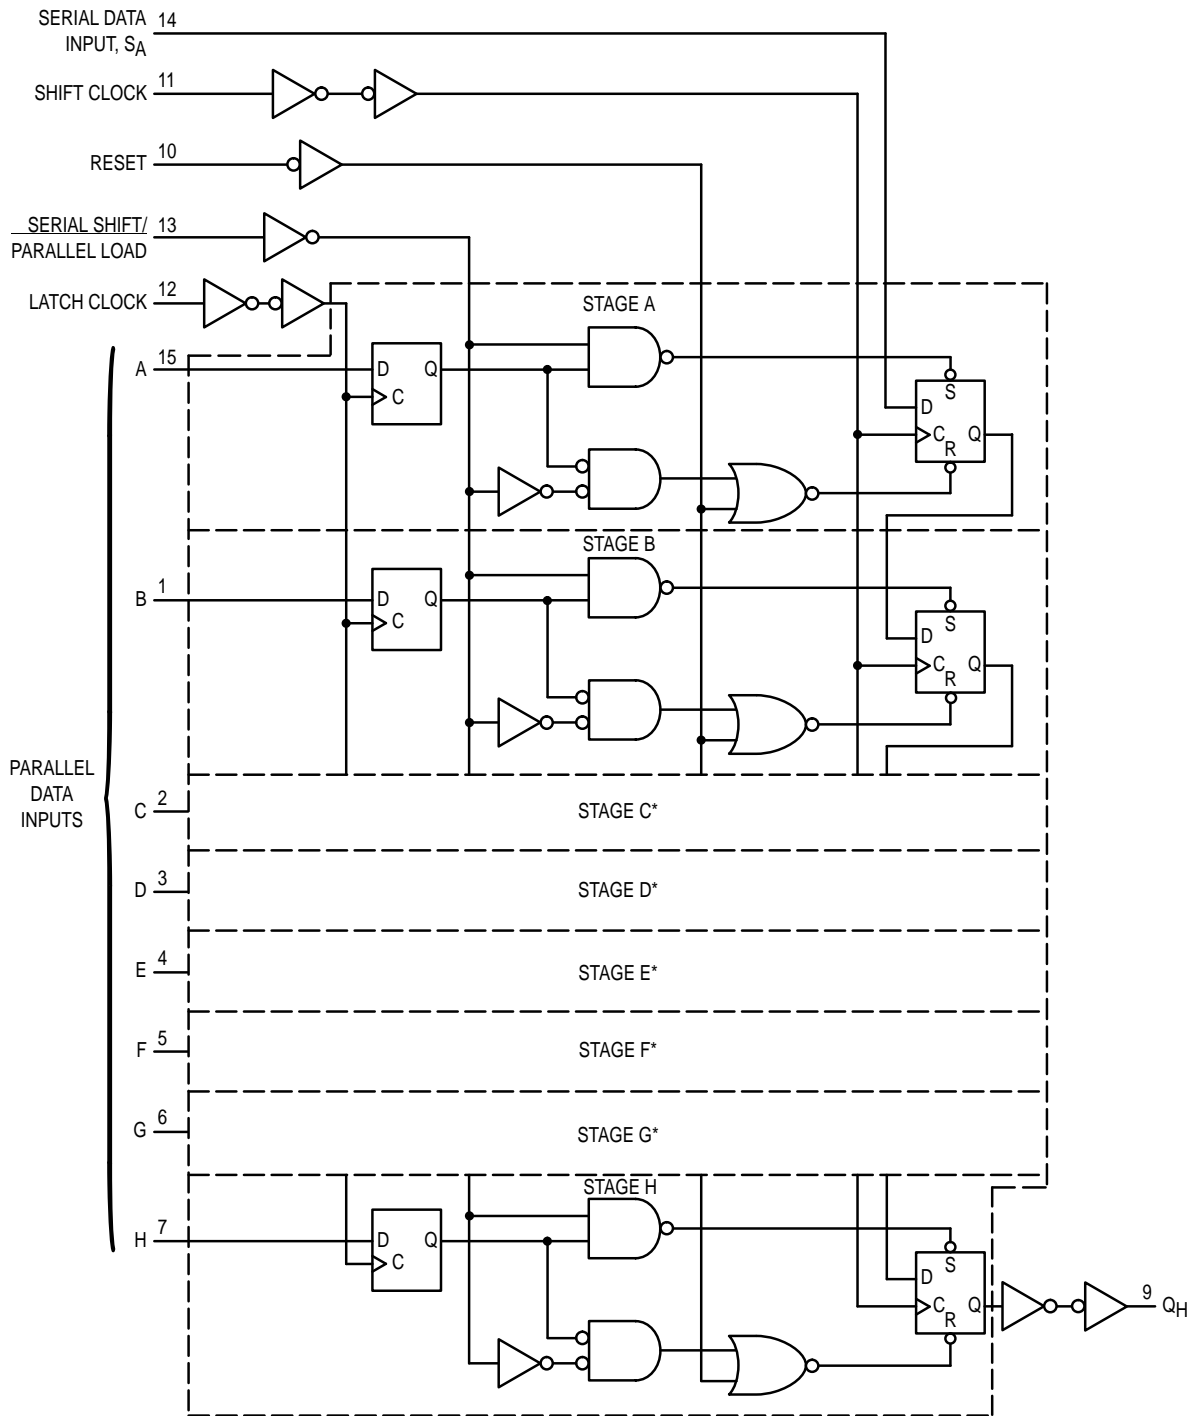 SERIAL DATA
INPUT, SA
14
SHIFT CLOCK
11
RESET
10
SERIAL SHIFT/
PARALLEL LOAD
13
LATCH CLOCK
12
STAGE A
A
15
D
Q
C
S
D
C
Q
R
STAGE B
B
1
D
Q
C
S
D
C
Q
R
PARALLEL
DATA
INPUTS
C
2
STAGE C*
D
3
STAGE D*
E
4
STAGE E*
F
5
STAGE F*
G
6
STAGE G*
STAGE H
H
7
D
Q
C
S
D
C
Q
R
9
QH